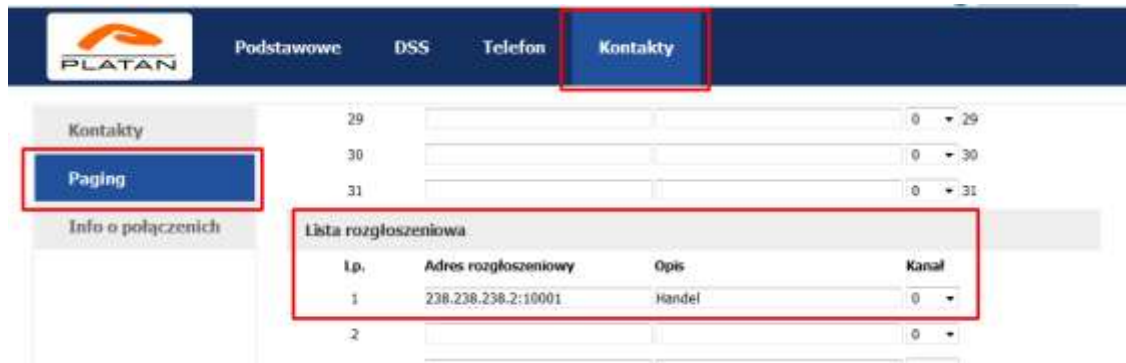 PLATAN
Podstawowe DSS Telefon Kontakty
Kontakty
Paging
Info o połączenich
29 0 29
30 0 30
31 0 31
Lista rozgłoszeniowa
Lp. Adres rozgłoszeniowy Opis Kanał
1 238.238.238.2:10001 Handel 0
2 0